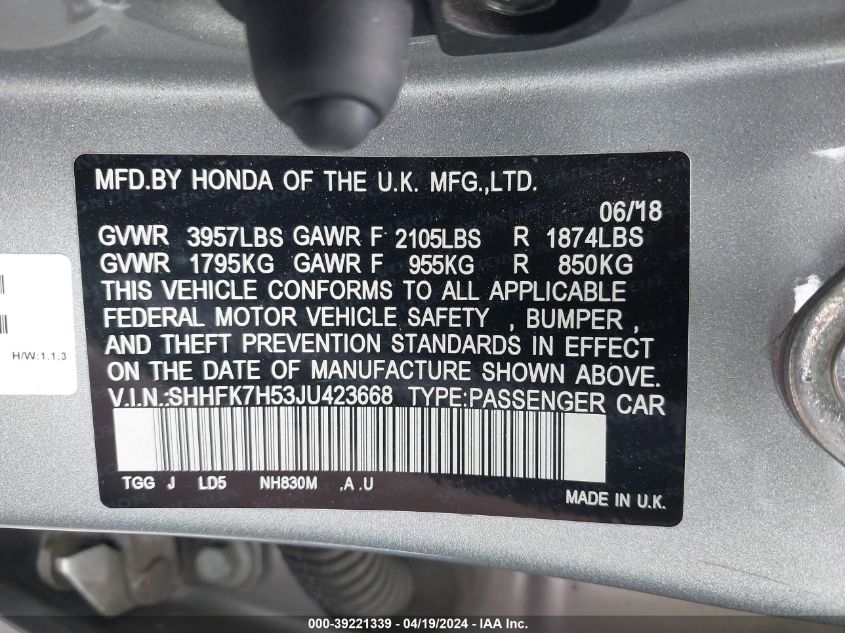 MFD.BY HONDA OF THE U.K. MFG.,LTD.
06/18
GVWR 3957LBS GAWR F 2105LBS R 1874LBS
GVWR 1795KG GAWR F 955KG R 850KG
THIS VEHICLE CONFORMS TO ALL APPLICABLE
FEDERAL MOTOR VEHICLE SAFETY , BUMPER ,
AND THEFT PREVENTION STANDARDS IN EFFECT
ON THE DATE OF MANUFACTURE SHOWN ABOVE.
V.I.N.:SHHFK7H53JU423668 TYPE:PASSENGER CAR
TGG J LD5 NH830M ,A ,U
MADE IN U.K.
H/W:1.1.3
000-39221339 - 04/19/2024 - IAA Inc.